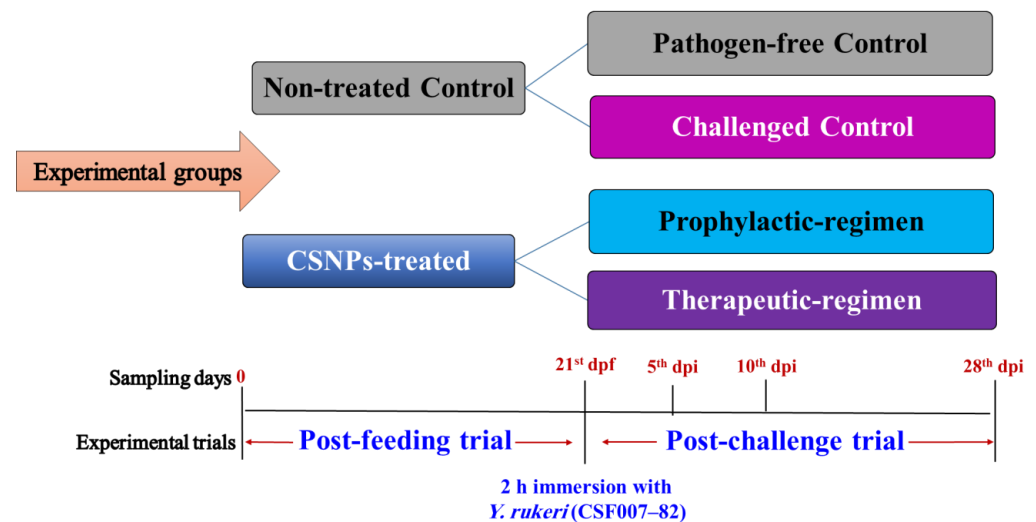 Pathogen-free Control
Non-treated Control
Challenged Control
Experimental groups
Prophylactic-regimen
CSNPs-treated
Therapeutic-regimen
Sampling days 0 21st dpf 5th dpi 10th dpi 28th dpi
Experimental trials Post-feeding trial Post-challenge trial
2 h immersion with
Y. rukeri (CSF007–82)